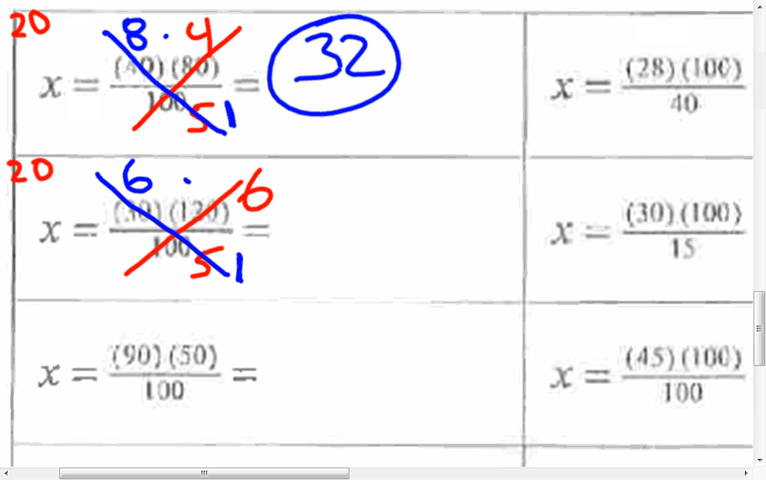 20 8 · 4
x = (40)(80) / 100 = 32
5 1
x = (28)(100) / 40
20 6 · 6
x = (30)(120) / 100 =
5 1
x = (30)(100) / 15
x = (90)(50) / 100 =
x = (45)(100) / 100